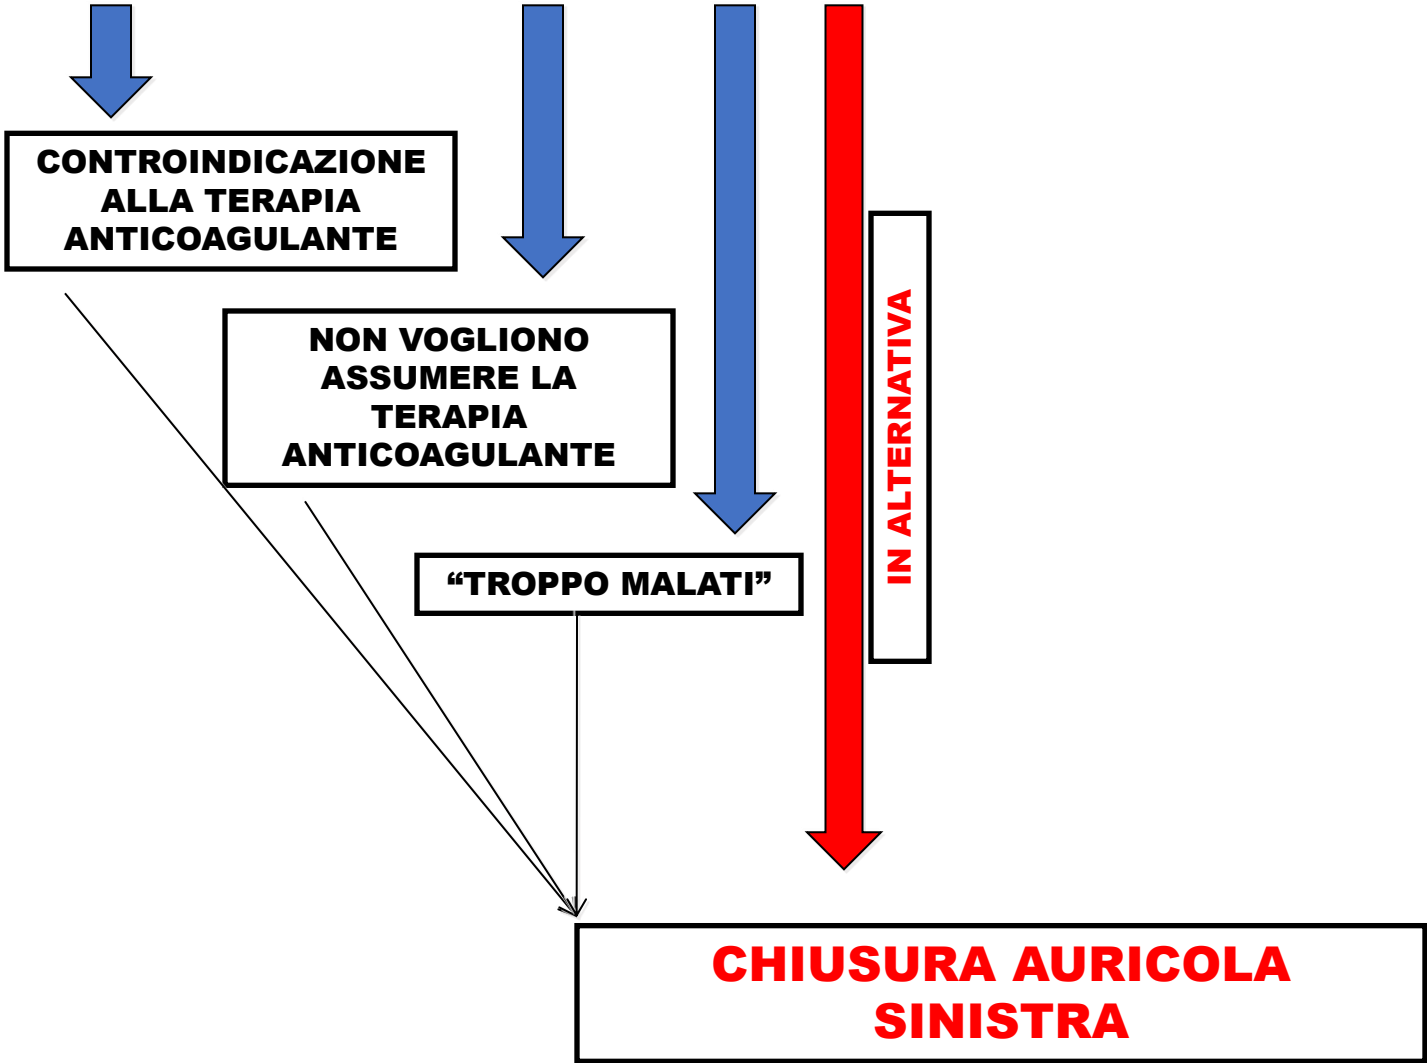 CONTROINDICAZIONE
ALLA TERAPIA
ANTICOAGULANTE
NON VOGLIONO
ASSUMERE LA
TERAPIA
ANTICOAGULANTE
“TROPPO MALATI”
IN ALTERNATIVA
CHIUSURA AURICOLA
SINISTRA